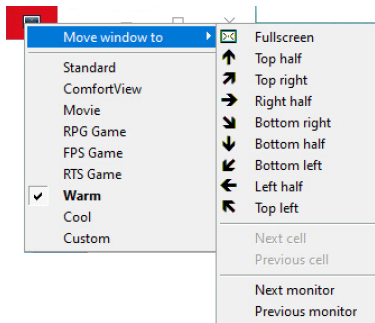 Move window to
Standard
ComfortView
Movie
RPG Game
FPS Game
RTS Game
Warm
Cool
Custom
Fullscreen
Top half
Top right
Right half
Bottom right
Bottom half
Bottom left
Left half
Top left
Next cell
Previous cell
Next monitor
Previous monitor